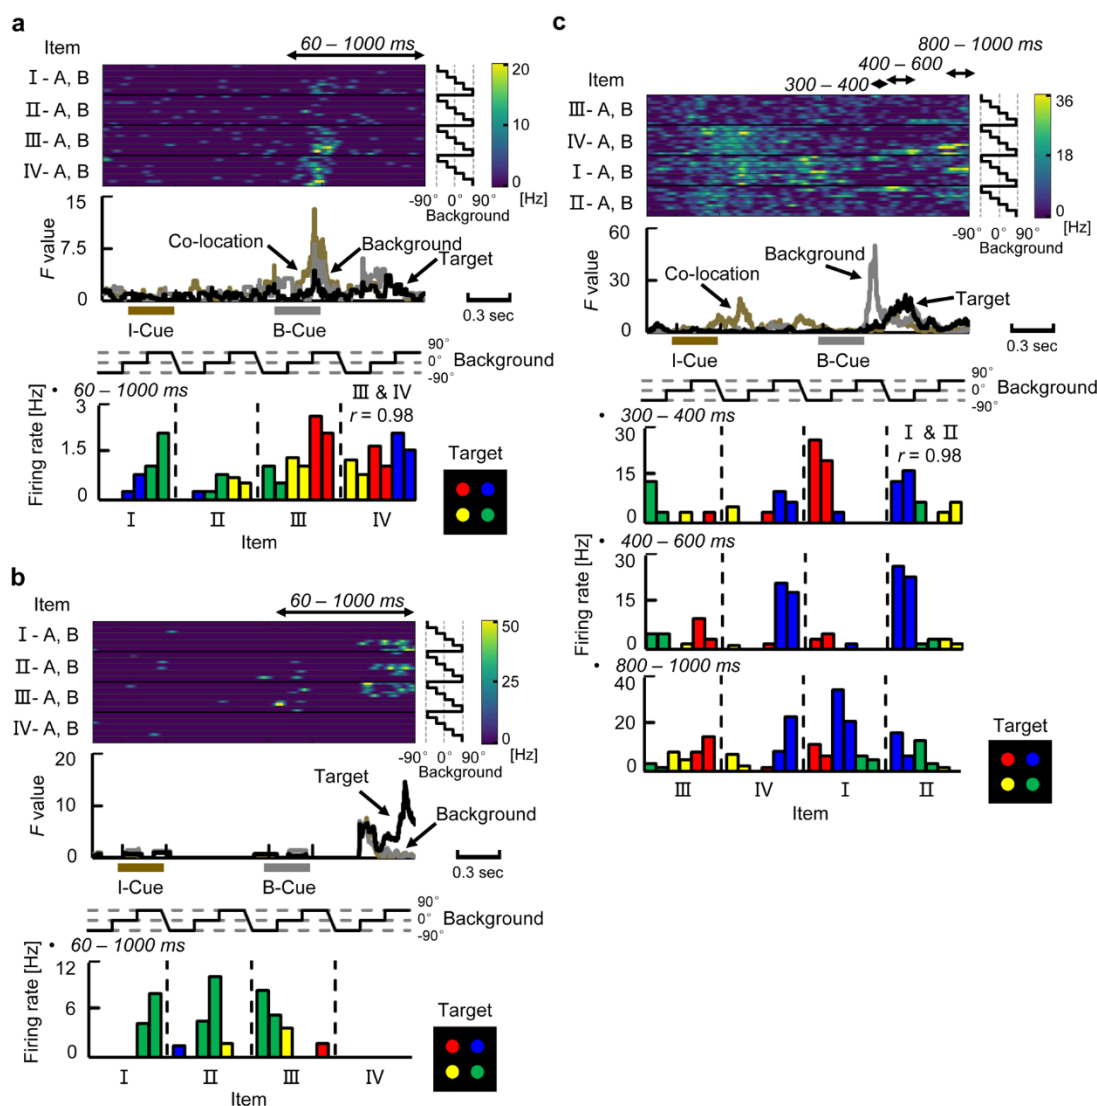 a
Item
60 – 1000 ms
I - A, B
II - A, B
III - A, B
IV - A, B
20
10
0
[Hz]
-90° 0° 90°
Background
F value
15
7.5
0
Co-location
Background
Target
I-Cue
B-Cue
0.3 sec
90°
0°
-90°
Background
• 60 – 1000 ms
Firing rate [Hz]
3
1.5
0
III & IV
r = 0.98
I II III IV
Item
Target
b
Item
60 – 1000 ms
I - A, B
II - A, B
III - A, B
IV - A, B
50
25
0
[Hz]
-90° 0° 90°
Background
F value
20
10
0
Target
Background
I-Cue
B-Cue
0.3 sec
90°
0°
-90°
Background
• 60 – 1000 ms
Firing rate [Hz]
12
6
0
I II III IV
Item
Target
c
800 – 1000 ms
400 – 600
300 – 400
Item
III - A, B
IV - A, B
I - A, B
II - A, B
36
18
0
[Hz]
-90° 0° 90°
Background
F value
60
30
0
Co-location
Background
Target
I-Cue
B-Cue
0.3 sec
90°
0°
-90°
Background
• 300 – 400 ms
30
15
0
I & II
r = 0.98
• 400 – 600 ms
Firing rate [Hz]
30
15
0
• 800 – 1000 ms
40
20
0
III IV I II
Item
Target